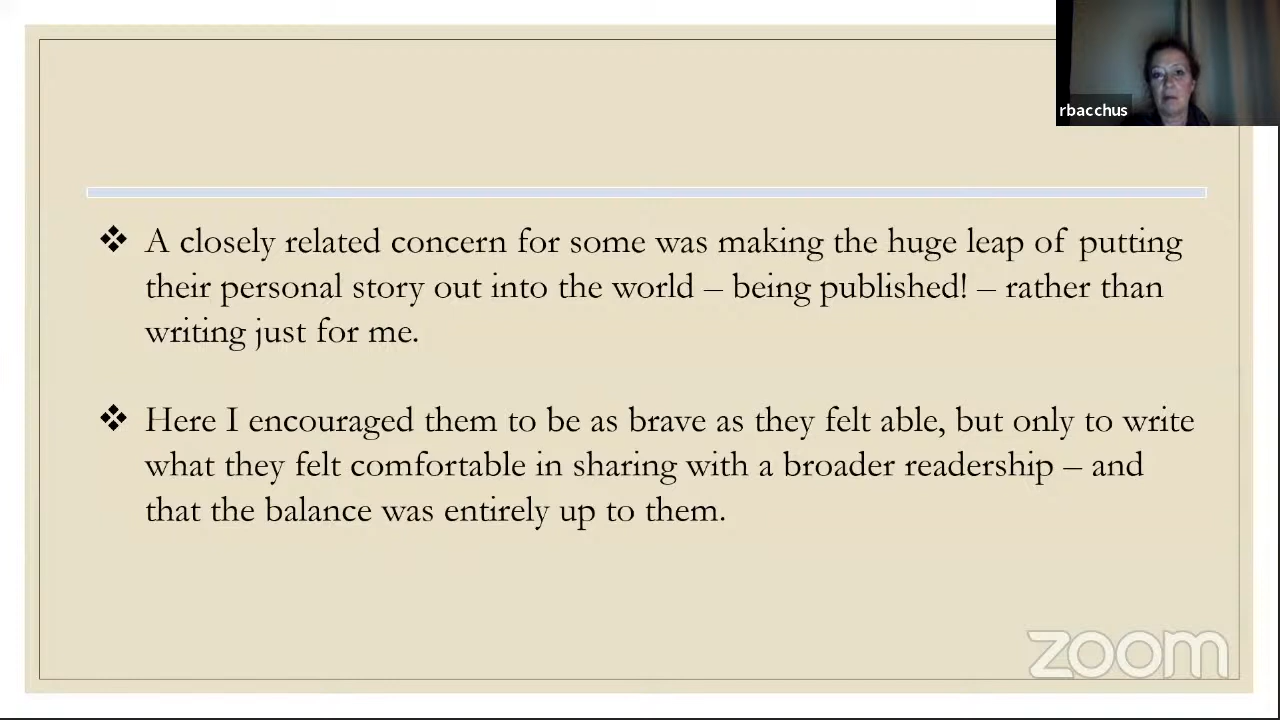 rbacchus
❖ A closely related concern for some was making the huge leap of putting
their personal story out into the world – being published! – rather than
writing just for me.
❖ Here I encouraged them to be as brave as they felt able, but only to write
what they felt comfortable in sharing with a broader readership – and
that the balance was entirely up to them.
zoom